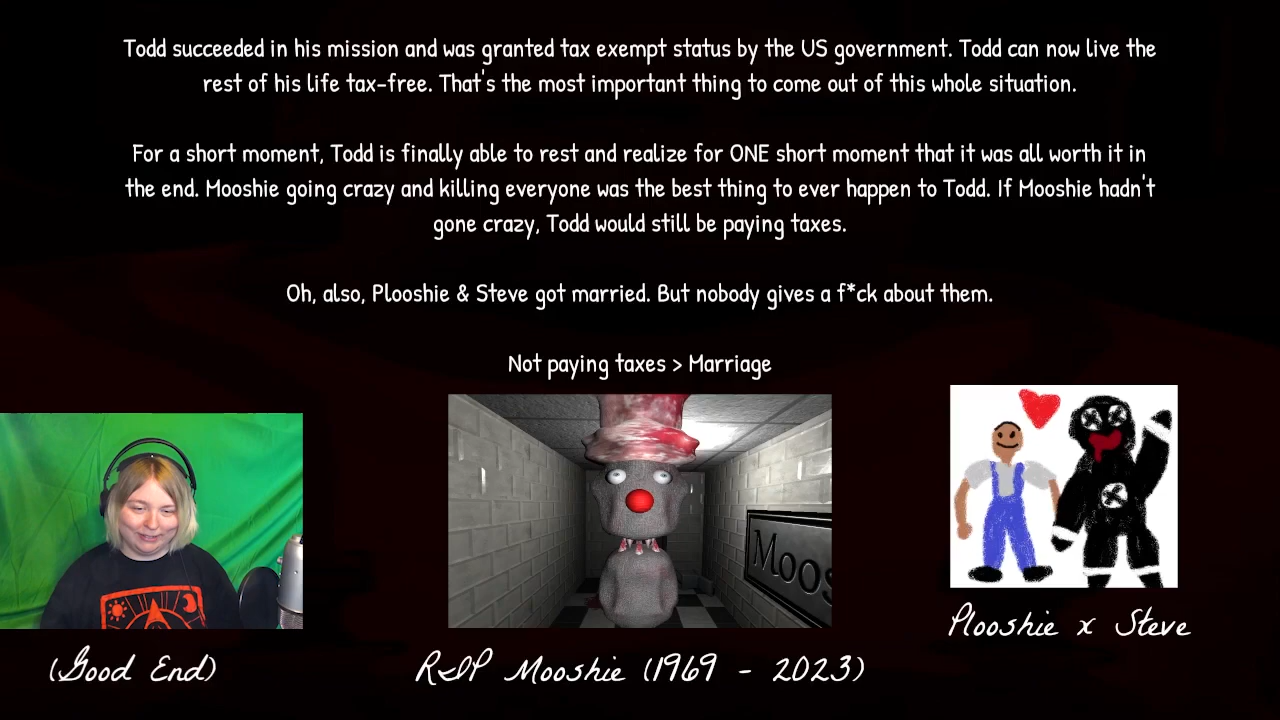 Todd succeeded in his mission and was granted tax exempt status by the US government. Todd can now live the
rest of his life tax-free. That's the most important thing to come out of this whole situation.
For a short moment, Todd is finally able to rest and realize for ONE short moment that it was all worth it in
the end. Mooshie going crazy and killing everyone was the best thing to ever happen to Todd. If Mooshie hadn't
gone crazy, Todd would still be paying taxes.
Oh, also, Plooshie & Steve got married. But nobody gives a f*ck about them.
Not paying taxes > Marriage
Moos
Plooshie x Steve
(Good End)
RIP Mooshie (1969 - 2023)